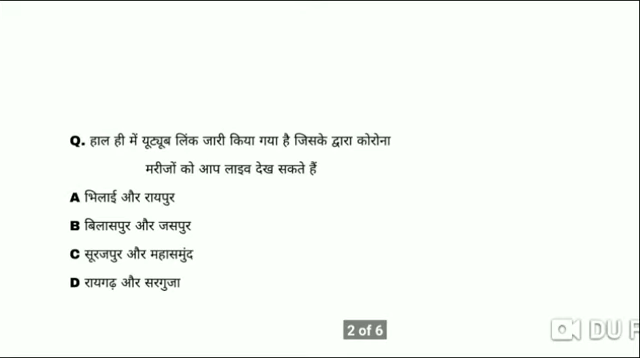 Q. हाल ही में यूट्यूब लिंक जारी किया गया है जिसके द्वारा कोरोना
मरीजों को आप लाइव देख सकते हैं
A भिलाई और रायपुर
B बिलासपुर और जसपुर
C सूरजपुर और महासमुंद
D रायगढ़ और सरगुजा
2 of 6
DU